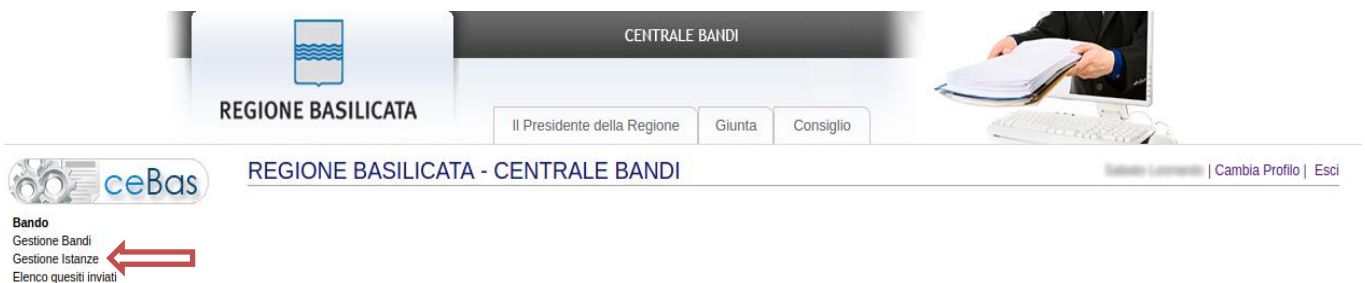 CENTRALE BANDI
REGIONE BASILICATA
Il Presidente della Regione Giunta Consiglio
ceBas
REGIONE BASILICATA - CENTRALE BANDI
| Cambia Profilo | Esci
Bando
Gestione Bandi
Gestione Istanze
Elenco quesiti inviati